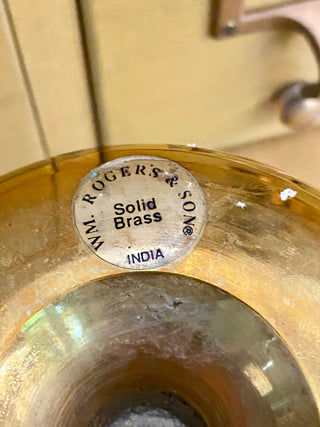 WM. ROGERS & SON®
Solid
Brass
INDIA